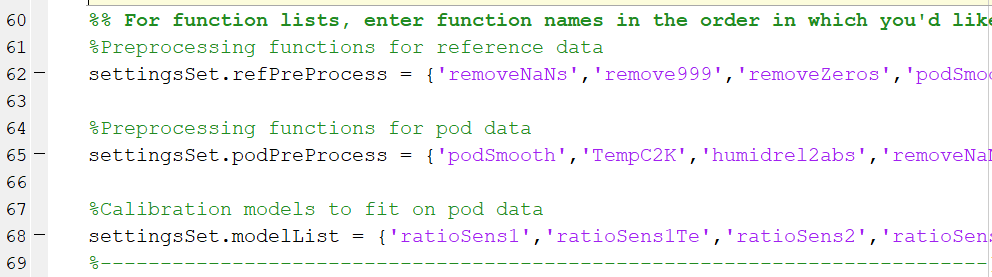 60 %% For function lists, enter function names in the order in which you'd like
61 %Preprocessing functions for reference data
62 – settingsSet.refPreProcess = {'removeNaNs','remove999','removeZeros','podSmoo
63
64 %Preprocessing functions for pod data
65 – settingsSet.podPreProcess = {'podSmooth','TempC2K','humidrel2abs','removeNaN
66
67 %Calibration models to fit on pod data
68 – settingsSet.modelList = {'ratioSens1','ratioSens1Te','ratioSens2','ratioSens
69 %--------------------------------------------------------------------------